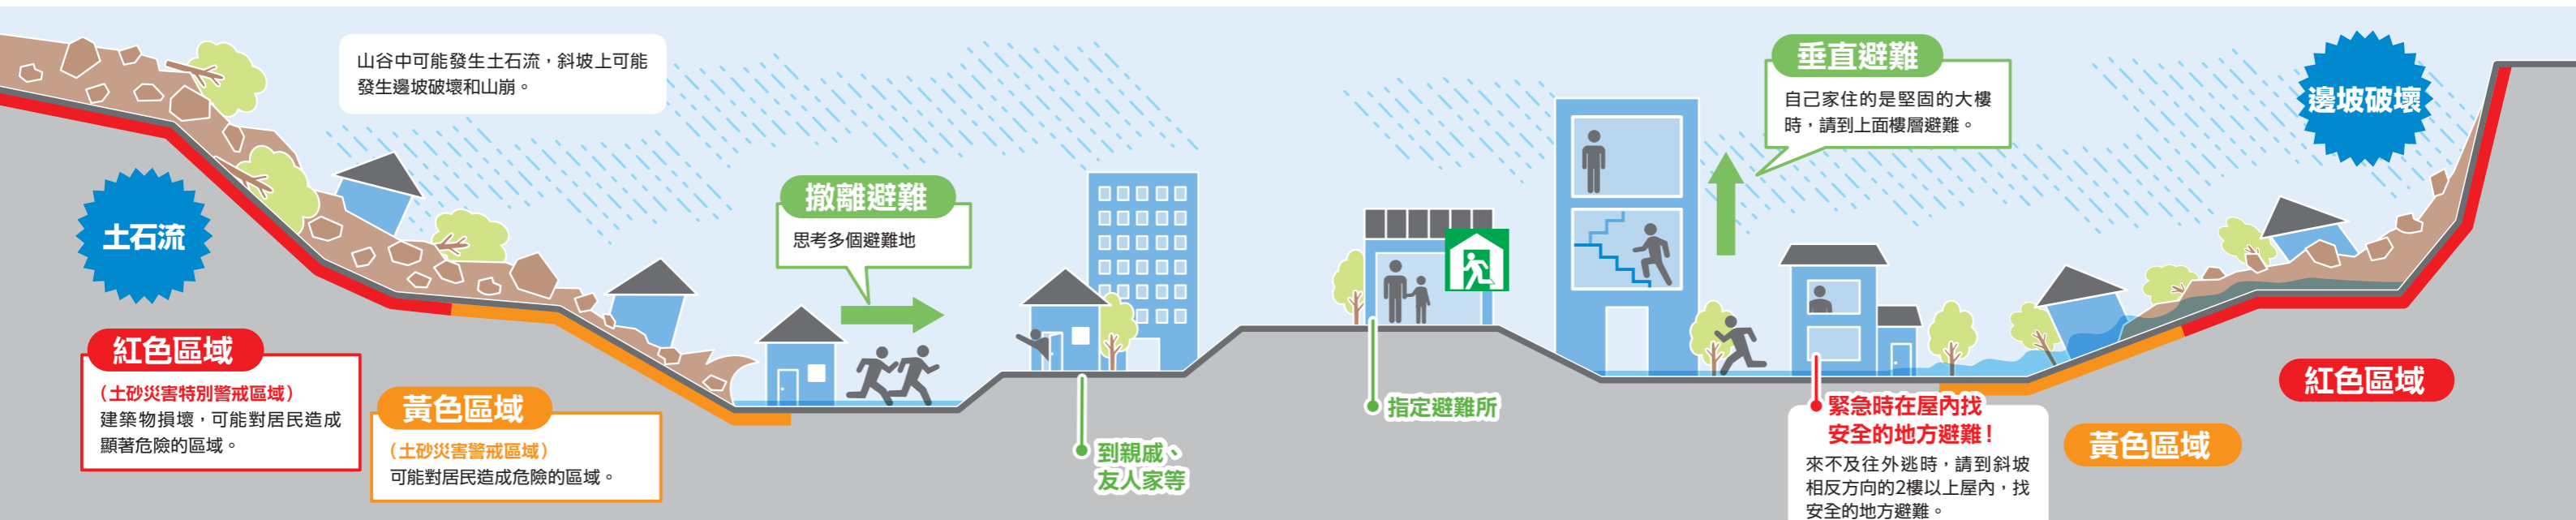 山谷中可能發生土石流，斜坡上可能
發生邊坡破壞和山崩。
土石流
紅色區域
（土砂災害特別警戒區域）
建築物損壞，可能對居民造成
顯著危險的區域。
黃色區域
（土砂災害警戒區域）
可能對居民造成危險的區域。
撤離避難
思考多個避難地
到親戚、
友人家等
指定避難所
垂直避難
自己家住的是堅固的大樓
時，請到上面樓層避難。
緊急時在屋內找
安全的地方避難！
來不及往外逃時，請到斜坡
相反方向的2樓以上屋內，找
安全的地方避難。
邊坡破壞
紅色區域
黃色區域